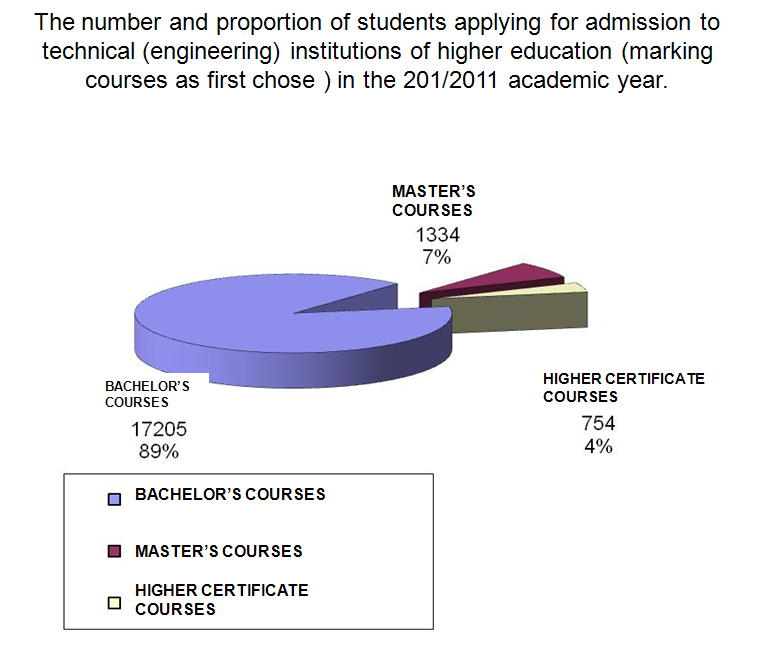 The number and proportion of students applying for admission to
technical (engineering) institutions of higher education (marking
courses as first chose ) in the 201/2011 academic year.
MASTER'S
COURSES
1334
7%
BACHELOR'S
COURSES
17205
89%
HIGHER CERTIFICATE
COURSES
754
4%
BACHELOR'S COURSES
MASTER'S COURSES
HIGHER CERTIFICATE
COURSES